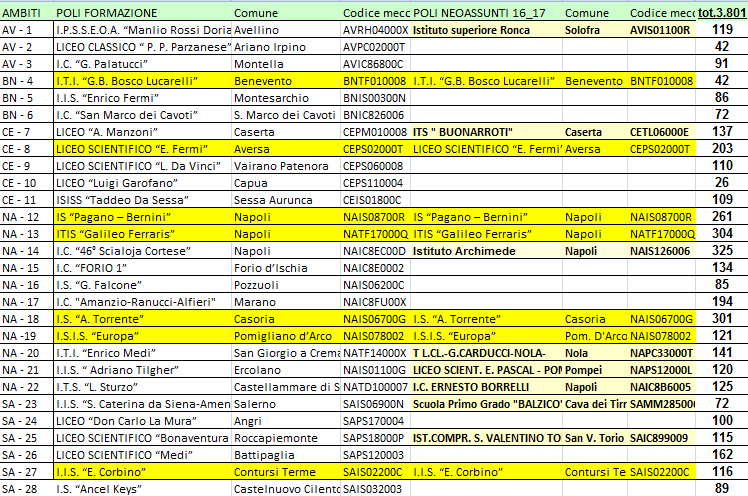 AMBITI POLI FORMAZIONE Comune Codice mecc POLI NEOASSUNTI 16_17 Comune Codice mecc tot.3.801
AV - 1 I.P.S.S.E.O.A. “Manlio Rossi Doria Avellino AVRH04000X Istituto superiore Ronca Solofra AVIS01100R 119
AV - 2 LICEO CLASSICO “ P. P. Parzanese” Ariano Irpino AVPC02000T 42
AV - 3 I.C. “G. Palatucci” Montella AVIC86800C 91
BN - 4 I.T.I. “G.B. Bosco Lucarelli” Benevento BNTF010008 I.T.I. “G.B. Bosco Lucarelli” Benevento BNTF010008 42
BN - 5 I.I.S. “Enrico Fermi” Montesarchio BNIS00300N 86
BN - 6 I.C. “San Marco dei Cavoti” S. Marco dei Cavoti BNIC826006 72
CE - 7 LICEO “A. Manzoni” Caserta CEPM010008 ITS " BUONARROTI" Caserta CETL06000E 137
CE - 8 LICEO SCIENTIFICO “E. Fermi” Aversa CEPS02000T LICEO SCIENTIFICO “E. Fermi” Aversa CEPS02000T 203
CE - 9 LICEO SCIENTIFICO “L. Da Vinci” Vairano Patenora CEPS060008 110
CE - 10 LICEO “Luigi Garofano” Capua CEPS110004 26
CE - 11 ISISS “Taddeo Da Sessa” Sessa Aurunca CEIS01800C 109
NA - 12 IS “Pagano – Bernini” Napoli NAIS08700R IS “Pagano – Bernini” Napoli NAIS08700R 261
NA - 13 ITIS “Galileo Ferraris” Napoli NATF17000Q ITIS “Galileo Ferraris” Napoli NATF17000Q 304
NA - 14 I.C. “46° Scialoja Cortese” Napoli NAIC8EC00D Istituto Archimede Napoli NAIS126006 325
NA - 15 I.C. “FORIO 1” Forio d’Ischia NAIC8E0002 134
NA - 16 I.S. “G. Falcone” Pozzuoli NAIS06200C 85
NA - 17 I.C. "Amanzio-Ranucci-Alfieri" Marano NAIC8FU00X 194
NA - 18 I.S. “A. Torrente” Casoria NAIS06700G I.S. “A. Torrente” Casoria NAIS06700G 301
NA -19 I.S.I.S. “Europa” Pomigliano d’Arco NAIS078002 I.S.I.S. “Europa” Pom. D'Arco NAIS078002 121
NA - 20 I.T.I. “Enrico Medi” San Giorgio a Crema NATF14000X T L.CL.-G.CARDUCCI-NOLA- Nola NAPC33000T 141
NA - 21 I.I.S. “ Adriano Tilgher” Ercolano NAIS01100G LICEO SCIENT. E. PASCAL - POM Pompei NAPS12000L 120
NA - 22 I.T.S. “L. Sturzo” Castellammare di S NATD100007 I.C. ERNESTO BORRELLI Napoli NAIC8B6005 125
SA - 23 I.I.S. “S. Caterina da Siena-Amen Salerno SAIS06900N Scuola Primo Grado "BALZICO" Cava dei Tirr SAMM285000 72
SA - 24 LICEO “Don Carlo La Mura” Angri SAPS170004 100
SA - 25 LICEO SCIENTIFICO “Bonaventura Roccapiemonte SAPS18000P IST.COMPR. S. VALENTINO TO San V. Torio SAIC899009 115
SA - 26 LICEO SCIENTIFICO “Medi” Battipaglia SAPS120003 162
SA - 27 I.I.S. “E. Corbino” Contursi Terme SAIS02200C I.I.S. “E. Corbino” Contursi Te SAIS02200C 116
SA - 28 I.S. “Ancel Keys” Castelnuovo Cilento SAIS032003 89